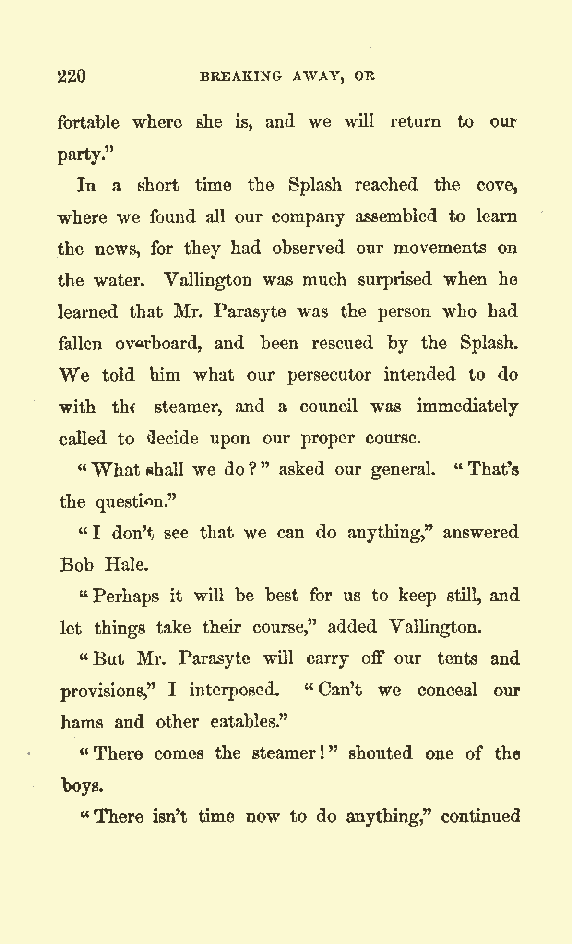 220 BREAKING AWAY, OR
fortable where she is, and we will return to our
party.”
In a short time the Splash reached the cove,
where we found all our company assembled to learn
the news, for they had observed our movements on
the water. Vallington was much surprised when he
learned that Mr. Parasyte was the person who had
fallen overboard, and been rescued by the Splash.
We told him what our persecutor intended to do
with the steamer, and a council was immediately
called to decide upon our proper course.
“What shall we do?” asked our general. “That’s
the question.”
“I don’t see that we can do anything,” answered
Bob Hale.
“Perhaps it will be best for us to keep still, and
let things take their course,” added Vallington.
“But Mr. Parasyte will carry off our tents and
provisions,” I interposed. “Can’t we conceal our
hams and other eatables.”
“There comes the steamer!” shouted one of the
boys.
“There isn’t time now to do anything,” continued